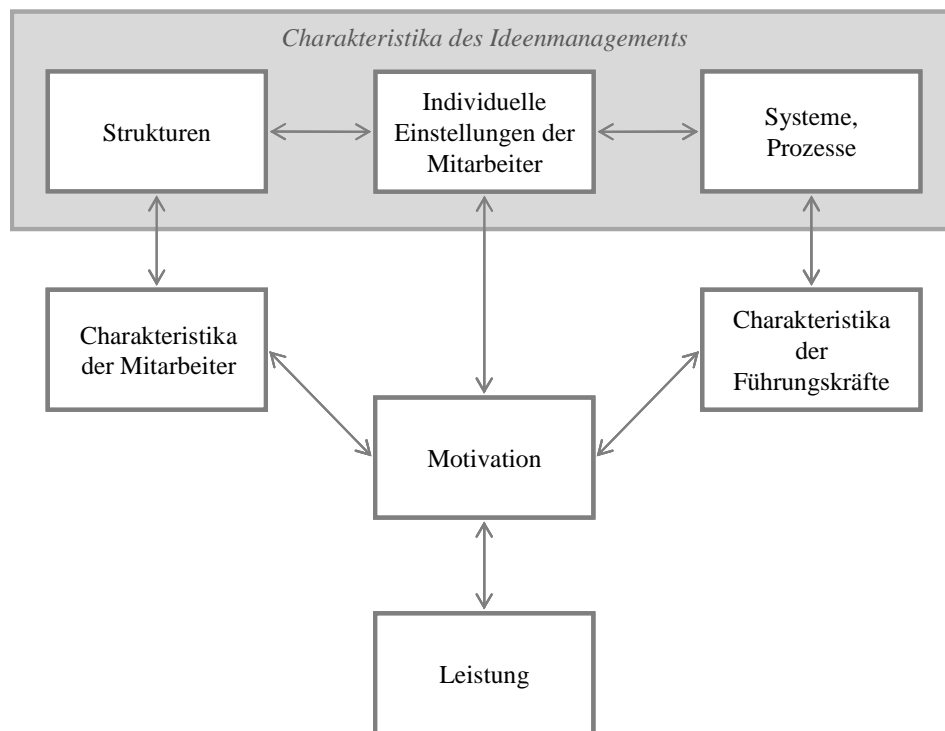 Charakteristika des Ideenmanagements
Strukturen
Individuelle
Einstellungen der
Mitarbeiter
Systeme,
Prozesse
Charakteristika
der Mitarbeiter
Charakteristika
der
Führungskräfte
Motivation
Leistung